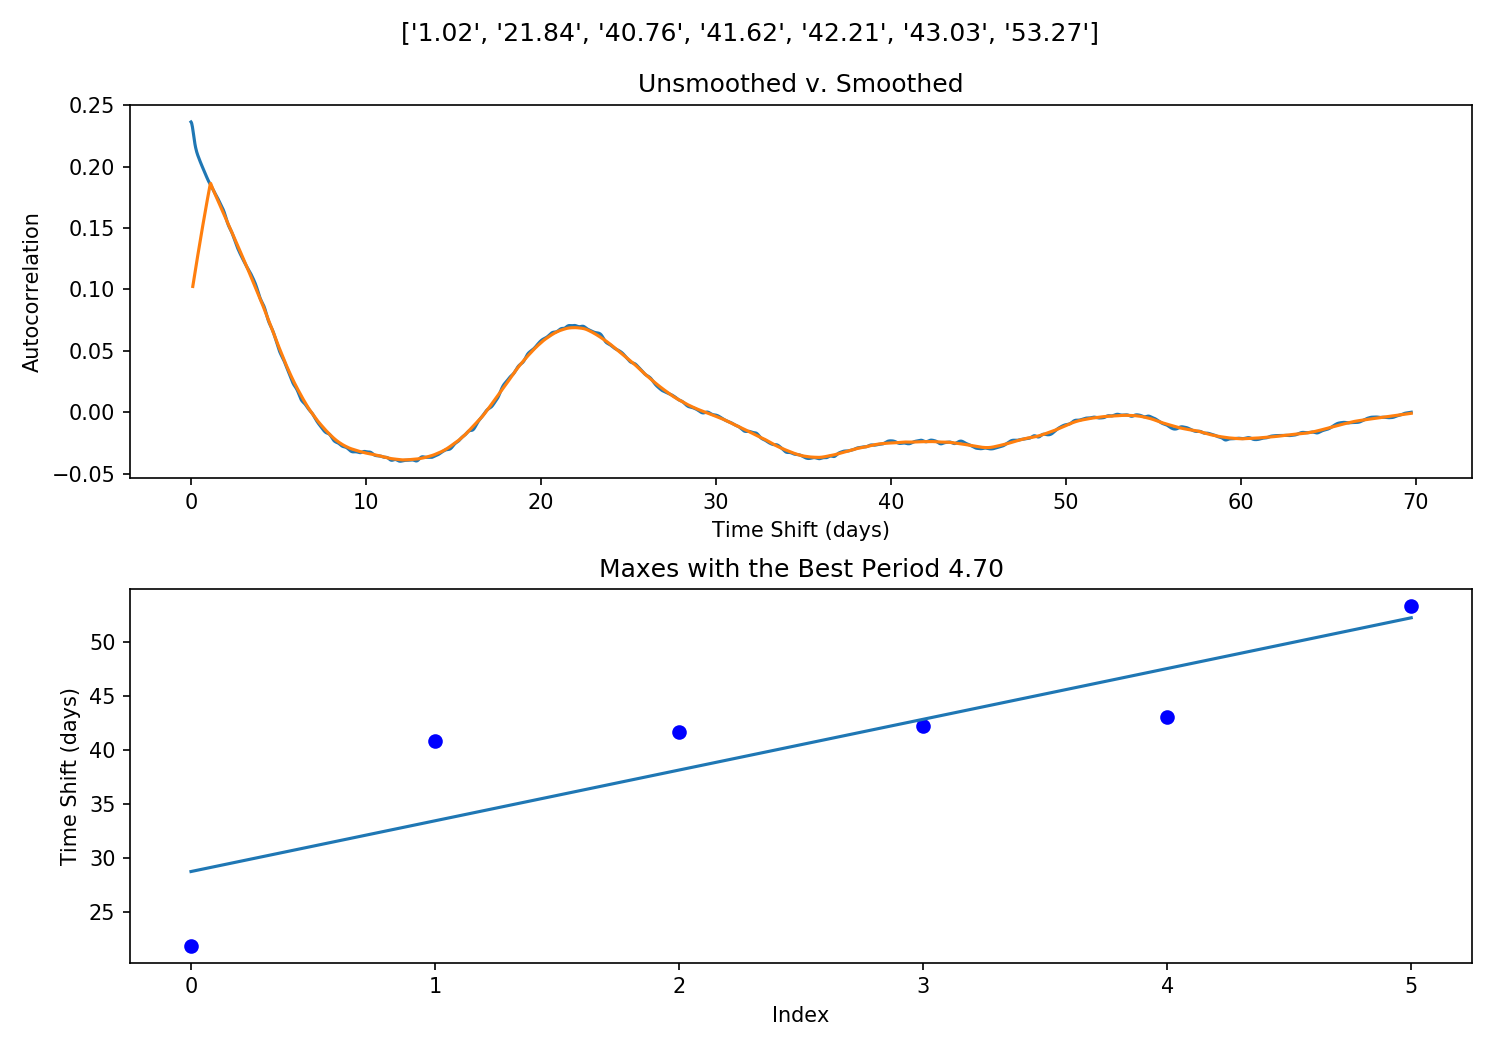 ['1.02', '21.84', '40.76', '41.62', '42.21', '43.03', '53.27']
Unsmoothed v. Smoothed
0.25
0.20
0.15
0.10
0.05
0.00
−0.05
Autocorrelation
0 10 20 30 40 50 60 70
Time Shift (days)
Maxes with the Best Period 4.70
50
45
40
35
30
25
Time Shift (days)
0 1 2 3 4 5
Index